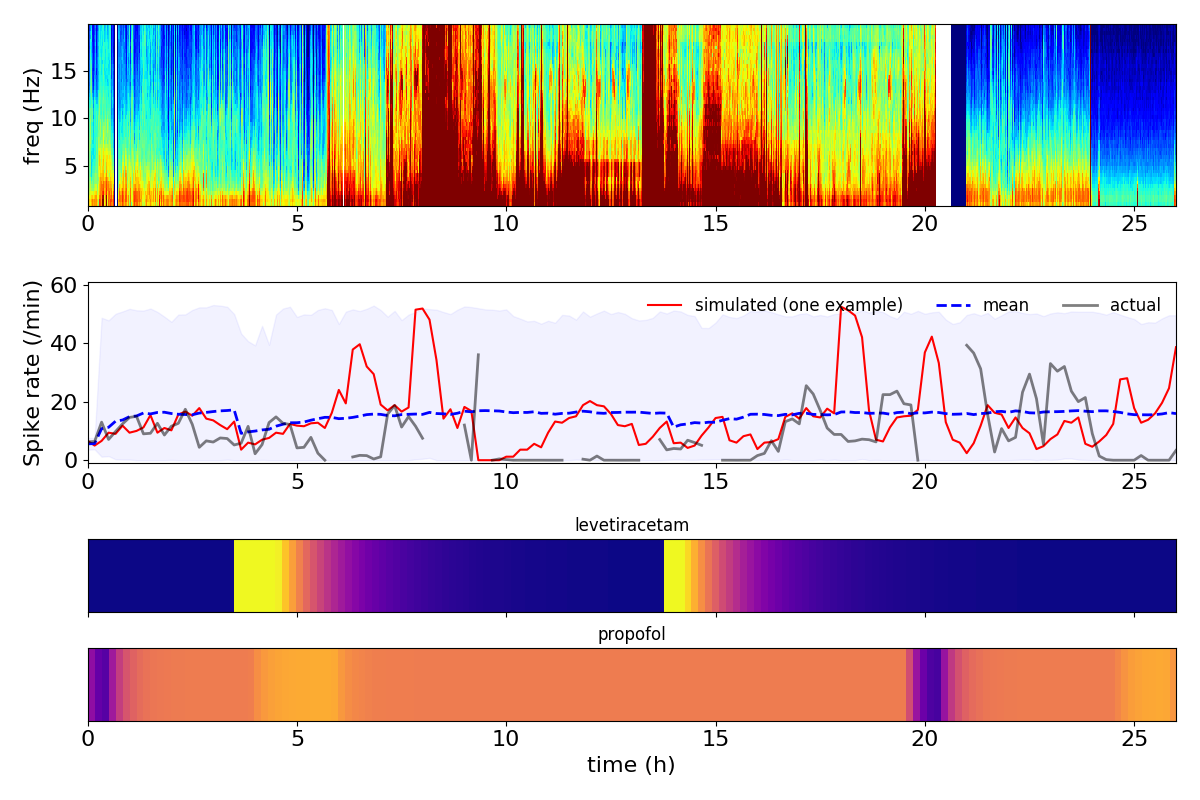 freq (Hz)
15
10
5
0 5 10 15 20 25
Spike rate (/min)
60
40
20
0
simulated (one example) mean actual
0 5 10 15 20 25
levetiracetam
propofol
0 5 10 15 20 25
time (h)